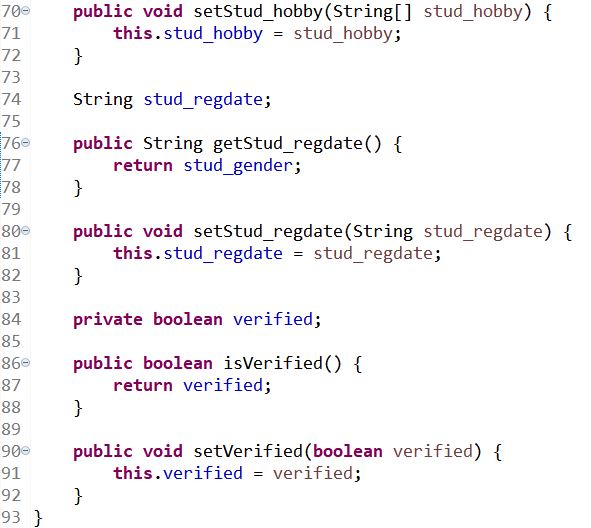 70 public void setStud_hobby(String[] stud_hobby) {
71 this.stud_hobby = stud_hobby;
72 }
73
74 String stud_regdate;
75
76 public String getStud_regdate() {
77 return stud_gender;
78 }
79
80 public void setStud_regdate(String stud_regdate) {
81 this.stud_regdate = stud_regdate;
82 }
83
84 private boolean verified;
85
86 public boolean isVerified() {
87 return verified;
88 }
89
90 public void setVerified(boolean verified) {
91 this.verified = verified;
92 }
93 }